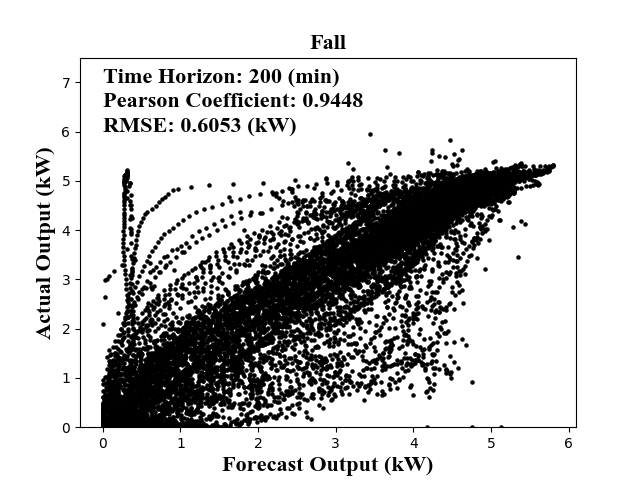 Fall
Time Horizon: 200 (min)
Pearson Coefficient: 0.9448
RMSE: 0.6053 (kW)
Actual Output (kW)
7
6
5
4
3
2
1
0
0 1 2 3 4 5 6
Forecast Output (kW)